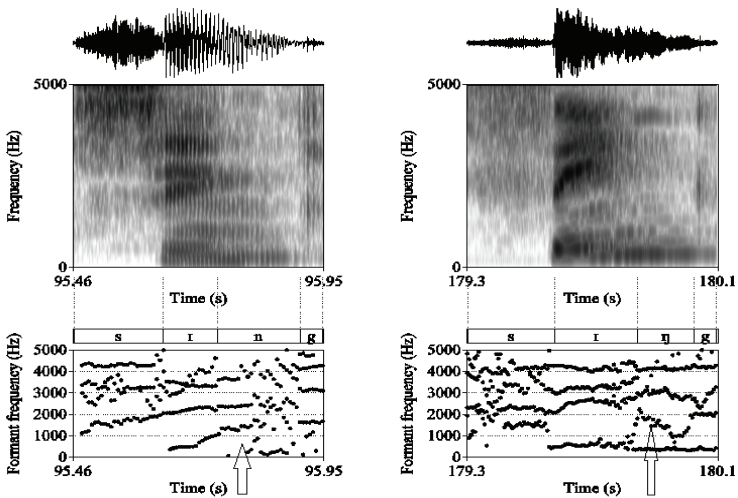 5000
Frequency (Hz)
0
95.46
95.95
Time (s)
s
ɪ
n
g
5000
4000
3000
2000
1000
0
Formant frequency (Hz)
95.46
95.95
Time (s)
5000
Frequency (Hz)
0
179.3
180.1
Time (s)
s
ɪ
ŋ
g
5000
4000
3000
2000
1000
0
Formant frequency (Hz)
179.3
180.1
Time (s)